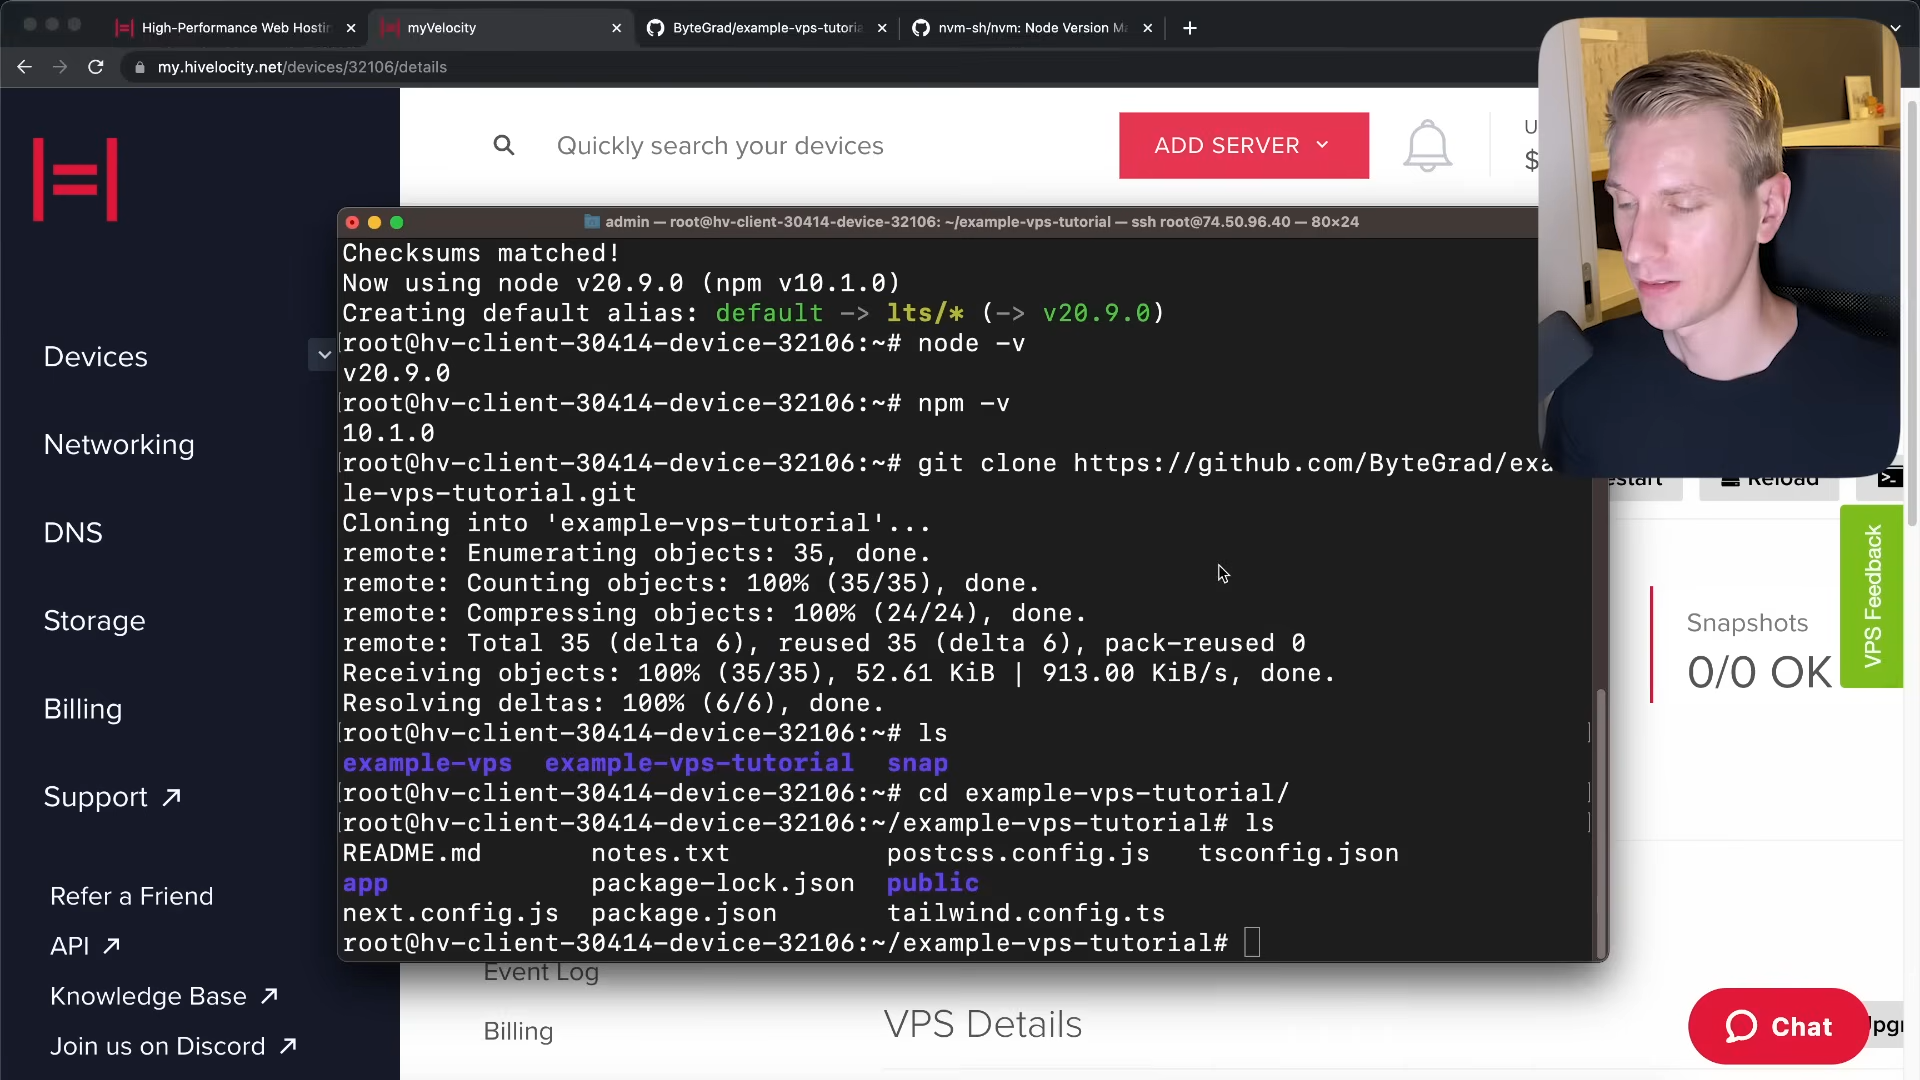 High-Performance Web Hostin
myVelocity
ByteGrad/example-vps-tutoria
nvm-sh/nvm: Node Version Ma
my.hivelocity.net/devices/32106/details
Quickly search your devices
ADD SERVER
U
$
Devices
Networking
DNS
Storage
Billing
Support
Refer a Friend
API
Knowledge Base
Join us on Discord
admin — root@hv-client-30414-device-32106: ~/example-vps-tutorial — ssh root@74.50.96.40 — 80×24
Checksums matched!
Now using node v20.9.0 (npm v10.1.0)
Creating default alias: default -> lts/* (-> v20.9.0)
root@hv-client-30414-device-32106:~# node -v
v20.9.0
root@hv-client-30414-device-32106:~# npm -v
10.1.0
root@hv-client-30414-device-32106:~# git clone https://github.com/ByteGrad/exa
le-vps-tutorial.git
Cloning into 'example-vps-tutorial'...
remote: Enumerating objects: 35, done.
remote: Counting objects: 100% (35/35), done.
remote: Compressing objects: 100% (24/24), done.
remote: Total 35 (delta 6), reused 35 (delta 6), pack-reused 0
Receiving objects: 100% (35/35), 52.61 KiB | 913.00 KiB/s, done.
Resolving deltas: 100% (6/6), done.
root@hv-client-30414-device-32106:~# ls
example-vps example-vps-tutorial snap
root@hv-client-30414-device-32106:~# cd example-vps-tutorial/
root@hv-client-30414-device-32106:~/example-vps-tutorial# ls
README.md notes.txt postcss.config.js tsconfig.json
app package-lock.json public
next.config.js package.json tailwind.config.ts
root@hv-client-30414-device-32106:~/example-vps-tutorial#
estart
Reload
VPS Feedback
Snapshots
0/0 OK
Event Log
Billing
VPS Details
Chat
Upgr